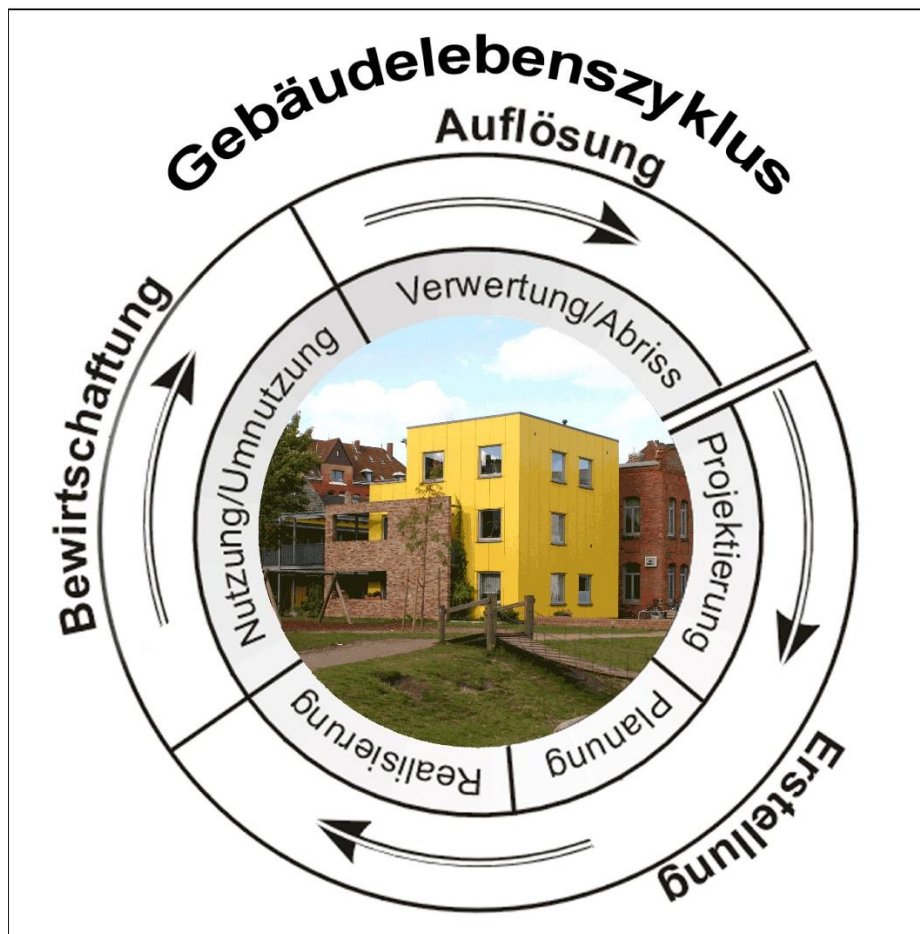 Gebäudelebenszyklus
Auflösung
Verwertung/Abriss
Projektierung
Planung
Realisierung
Nutzung/Umnutzung
Erstellung
Bewirtschaftung